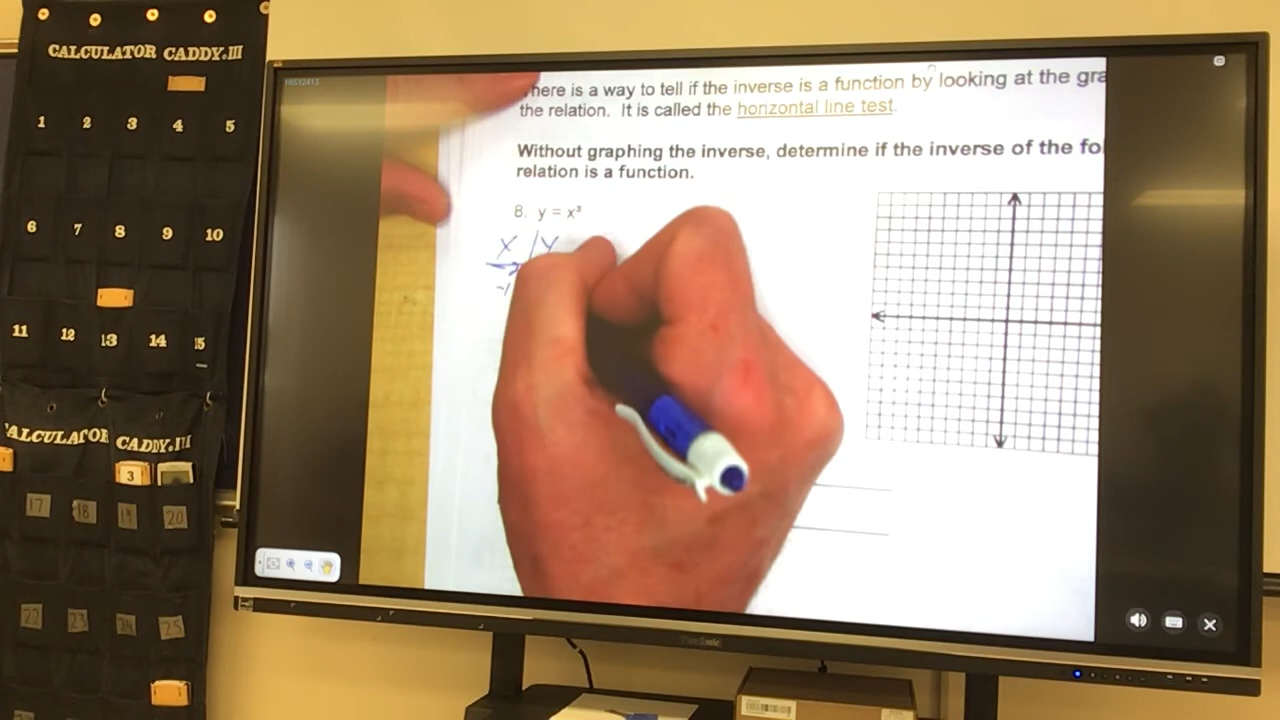 CALCULATOR CADDY.III
1 2 3 4 5
6 7 8 9 10
11 12 13 14 15
CALCULATOR CADDY.III
3
17 18 19 20
22 23 24 25
here is a way to tell if the inverse is a function by looking at the gra
the relation. It is called the horizontal line test.
Without graphing the inverse, determine if the inverse of the fol
relation is a function.
8. y = x³
X Y
-1